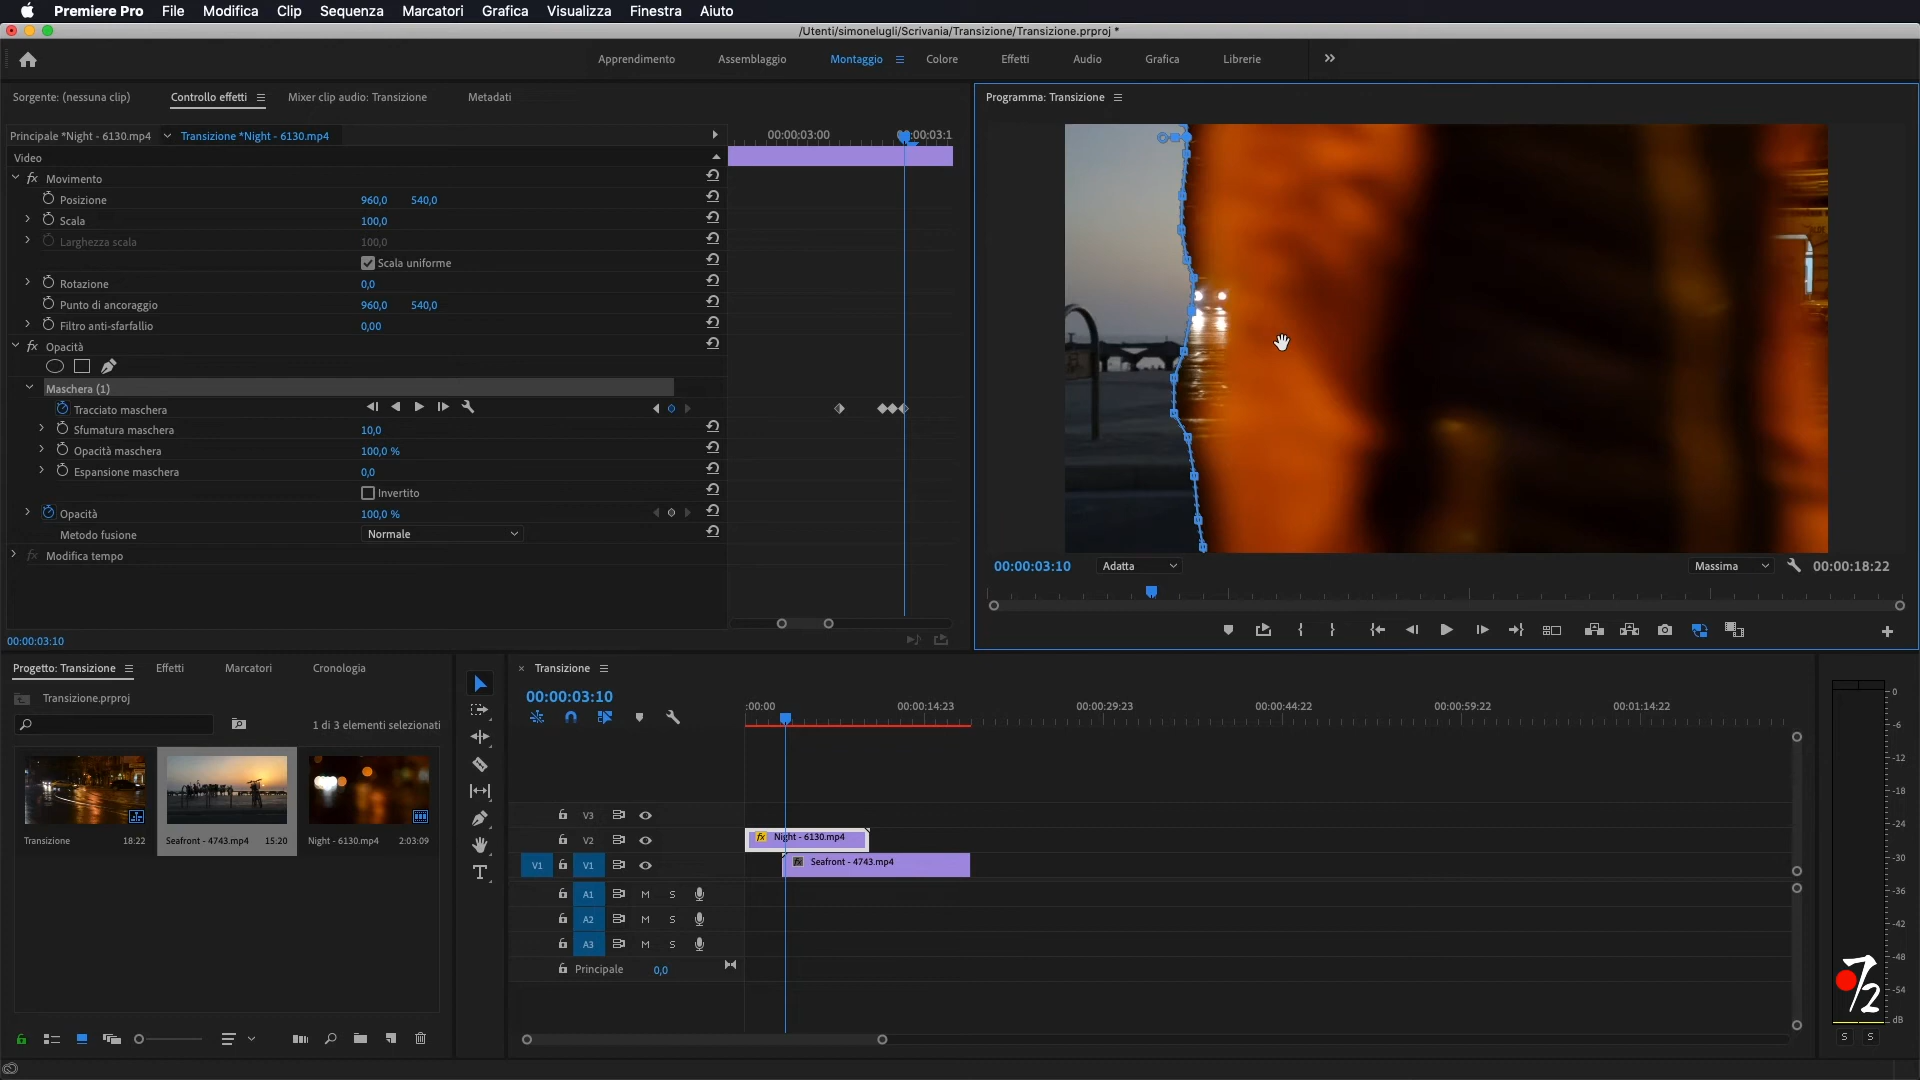 Premiere Pro File Modifica Clip Sequenza Marcatori Grafica Visualizza Finestra Aiuto
/Utenti/simonelugli/Scrivania/Transizione/Transizione.prproj *
Apprendimento Assemblaggio Montaggio Colore Effetti Audio Grafica Librerie
Sorgente: (nessuna clip) Controllo effetti Mixer clip audio: Transizione Metadati
Programma: Transizione
Principale *Night - 6130.mp4 Transizione *Night - 6130.mp4
00:00:03:00 00:00:03:1
Video
fx Movimento
Posizione 960,0 540,0
Scala 100,0
Larghezza scala 100,0
Scala uniforme
Rotazione 0,0
Punto di ancoraggio 960,0 540,0
Filtro anti-sfarfallio 0,00
fx Opacità
Maschera (1)
Tracciato maschera
Sfumatura maschera 10,0
Opacità maschera 100,0 %
Espansione maschera 0,0
Invertito
Opacità 100,0 %
Metodo fusione Normale
fx Modifica tempo
00:00:03:10
00:00:03:10 Adatta Massima 00:00:18:22
Progetto: Transizione Effetti Marcatori Cronologia
Transizione.prproj
1 di 3 elementi selezionati
Transizione 18:22
Seafront - 4743.mp4 15:20
Night - 6130.mp4 2:03:09
× Transizione
00:00:03:10
:00:00 00:00:14:23 00:00:29:23 00:00:44:22 00:00:59:22 00:01:14:22
V3
V2
fx Night - 6130.mp4
V1 V1
fx Seafront - 4743.mp4
A1 M S
A2 M S
A3 M S
Principale 0,0
T
0
-6
-12
-18
-24
-30
-36
-42
-48
-54
dB
7/2
S S